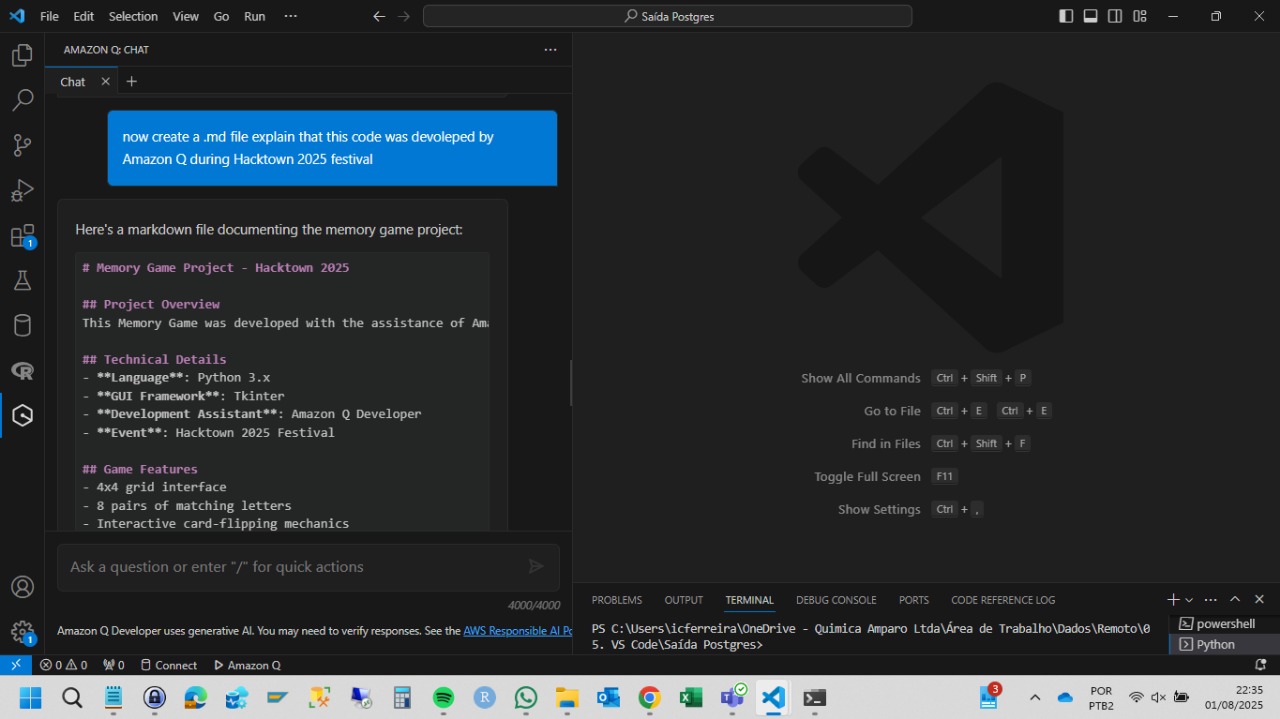 File Edit Selection View Go Run ···
Saída Postgres
AMAZON Q: CHAT
Chat
now create a .md file explain that this code was devoleped by
Amazon Q during Hacktown 2025 festival
Here's a markdown file documenting the memory game project:
# Memory Game Project - Hacktown 2025
## Project Overview
This Memory Game was developed with the assistance of Ama
## Technical Details
- **Language**: Python 3.x
- **GUI Framework**: Tkinter
- **Development Assistant**: Amazon Q Developer
- **Event**: Hacktown 2025 Festival
## Game Features
- 4x4 grid interface
- 8 pairs of matching letters
- Interactive card-flipping mechanics
Ask a question or enter "/" for quick actions
4000/4000
Amazon Q Developer uses generative AI. You may need to verify responses. See the AWS Responsible AI Po
Show All Commands Ctrl + Shift + P
Go to File Ctrl + E Ctrl + E
Find in Files Ctrl + Shift + F
Toggle Full Screen F11
Show Settings Ctrl + ,
PROBLEMS OUTPUT TERMINAL DEBUG CONSOLE PORTS CODE REFERENCE LOG
PS C:\Users\icferreira\OneDrive - Quimica Amparo Ltda\Área de Trabalho\Dados\Remoto\0
5. VS Code\Saída Postgres>
powershell
Python
1
R
1
0 0 0 Connect Amazon Q
R
3
POR
PTB2
22:35
01/08/2025